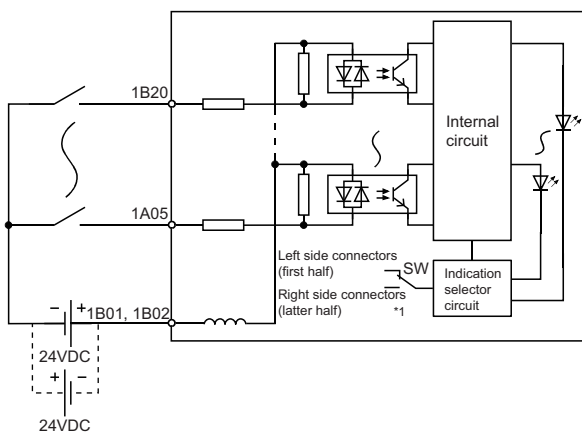 1B20
Internal
circuit
1A05
Left side connectors
(first half)
SW
Right side connectors
(latter half)
*1
Indication
selector
circuit
− +
1B01, 1B02
24VDC
+ −
24VDC